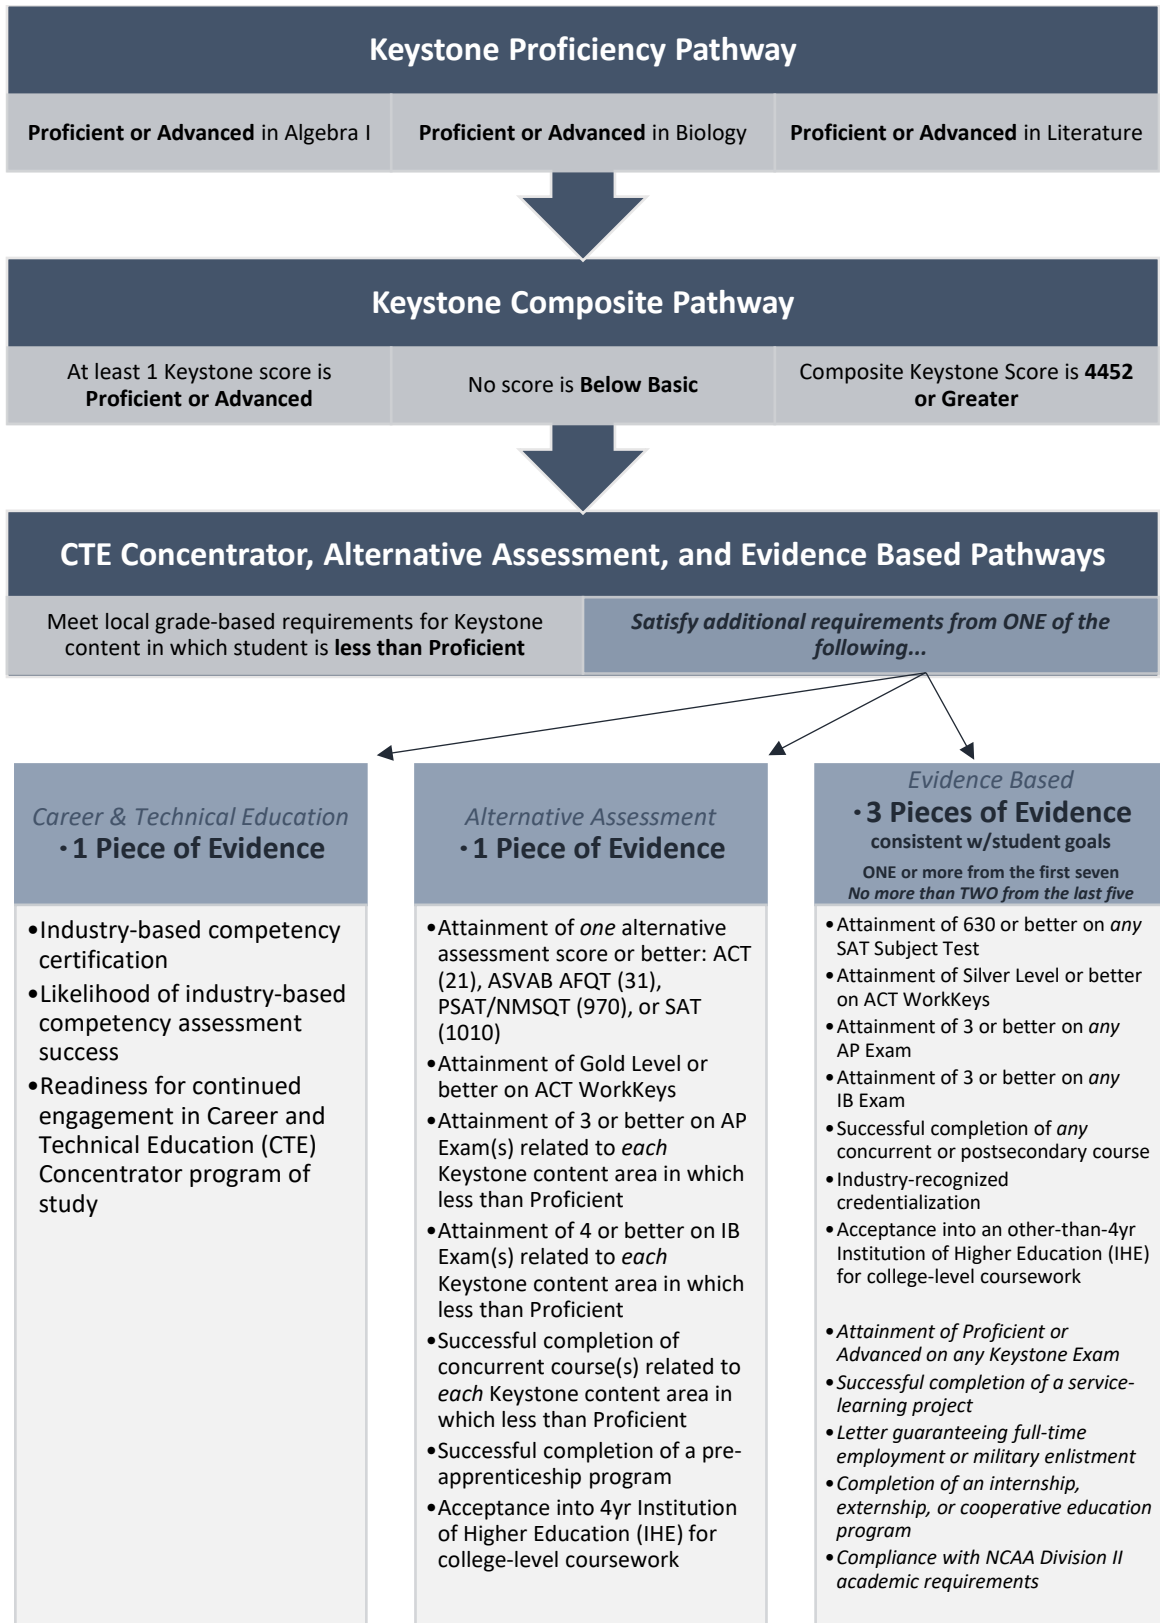 Keystone Proficiency Pathway
Proficient or Advanced in Algebra I
Proficient or Advanced in Biology
Proficient or Advanced in Literature
Keystone Composite Pathway
At least 1 Keystone score is
Proficient or Advanced
No score is Below Basic
Composite Keystone Score is 4452
or Greater
CTE Concentrator, Alternative Assessment, and Evidence Based Pathways
Meet local grade-based requirements for Keystone
content in which student is less than Proficient
Satisfy additional requirements from ONE of the
following...
Career & Technical Education
· 1 Piece of Evidence
•Industry-based competency
certification
•Likelihood of industry-based
competency assessment
success
•Readiness for continued
engagement in Career and
Technical Education (CTE)
Concentrator program of
study
Alternative Assessment
· 1 Piece of Evidence
•Attainment of one alternative
assessment score or better: ACT
(21), ASVAB AFQT (31),
PSAT/NMSQT (970), or SAT
(1010)
•Attainment of Gold Level or
better on ACT WorkKeys
•Attainment of 3 or better on AP
Exam(s) related to each
Keystone content area in which
less than Proficient
•Attainment of 4 or better on IB
Exam(s) related to each
Keystone content area in which
less than Proficient
•Successful completion of
concurrent course(s) related to
each Keystone content area in
which less than Proficient
•Successful completion of a pre-
apprenticeship program
•Acceptance into 4yr Institution
of Higher Education (IHE) for
college-level coursework
Evidence Based
· 3 Pieces of Evidence
consistent w/student goals
ONE or more from the first seven
No more than TWO from the last five
•Attainment of 630 or better on any
SAT Subject Test
•Attainment of Silver Level or better
on ACT WorkKeys
•Attainment of 3 or better on any
AP Exam
•Attainment of 3 or better on any
IB Exam
•Successful completion of any
concurrent or postsecondary course
•Industry-recognized
credentialization
•Acceptance into an other-than-4yr
Institution of Higher Education (IHE)
for college-level coursework
•Attainment of Proficient or
Advanced on any Keystone Exam
•Successful completion of a service-
learning project
•Letter guaranteeing full-time
employment or military enlistment
•Completion of an internship,
externship, or cooperative education
program
•Compliance with NCAA Division II
academic requirements